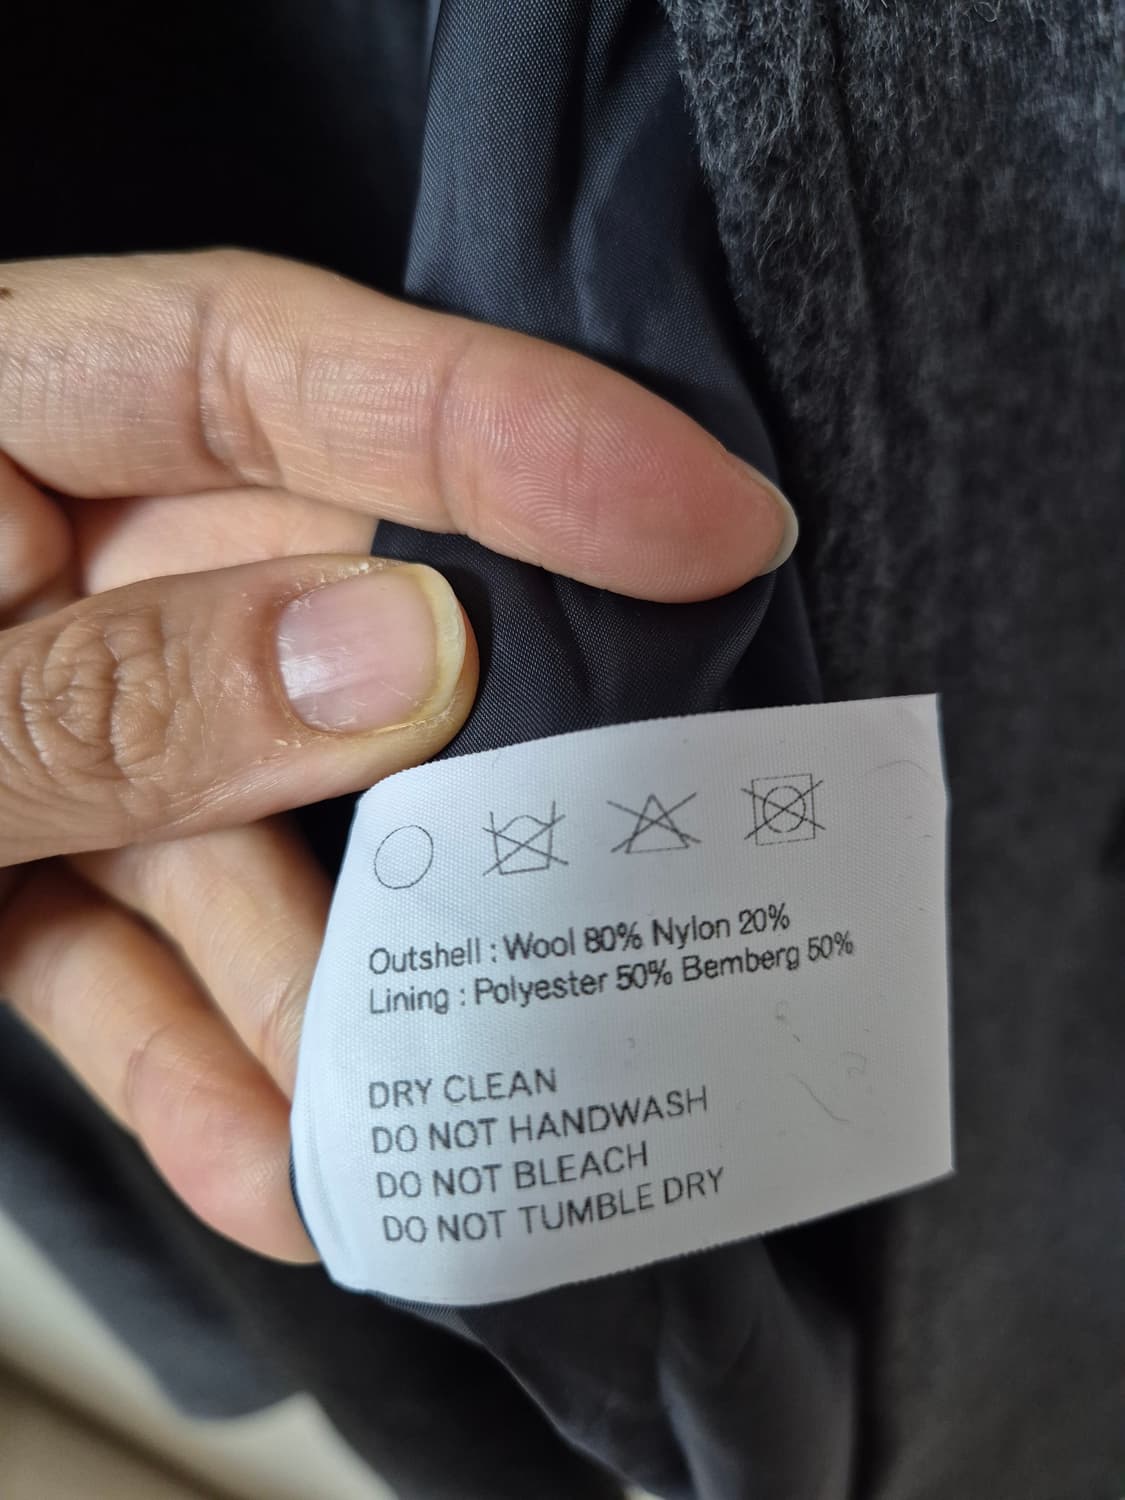 Outshell : Wool 80% Nylon 20%
Lining : Polyester 50% Bemberg 50%
DRY CLEAN
DO NOT HANDWASH
DO NOT BLEACH
DO NOT TUMBLE DRY